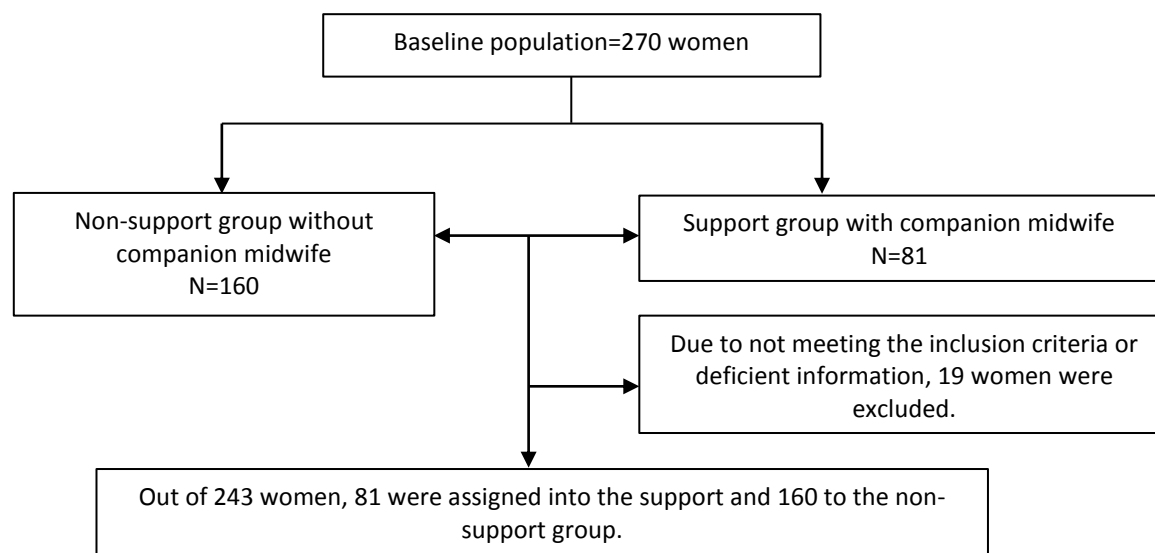 Baseline population=270 women
Non-support group without
companion midwife
N=160
Support group with companion midwife
N=81
Due to not meeting the inclusion criteria or
deficient information, 19 women were
excluded.
Out of 243 women, 81 were assigned into the support and 160 to the non-
support group.